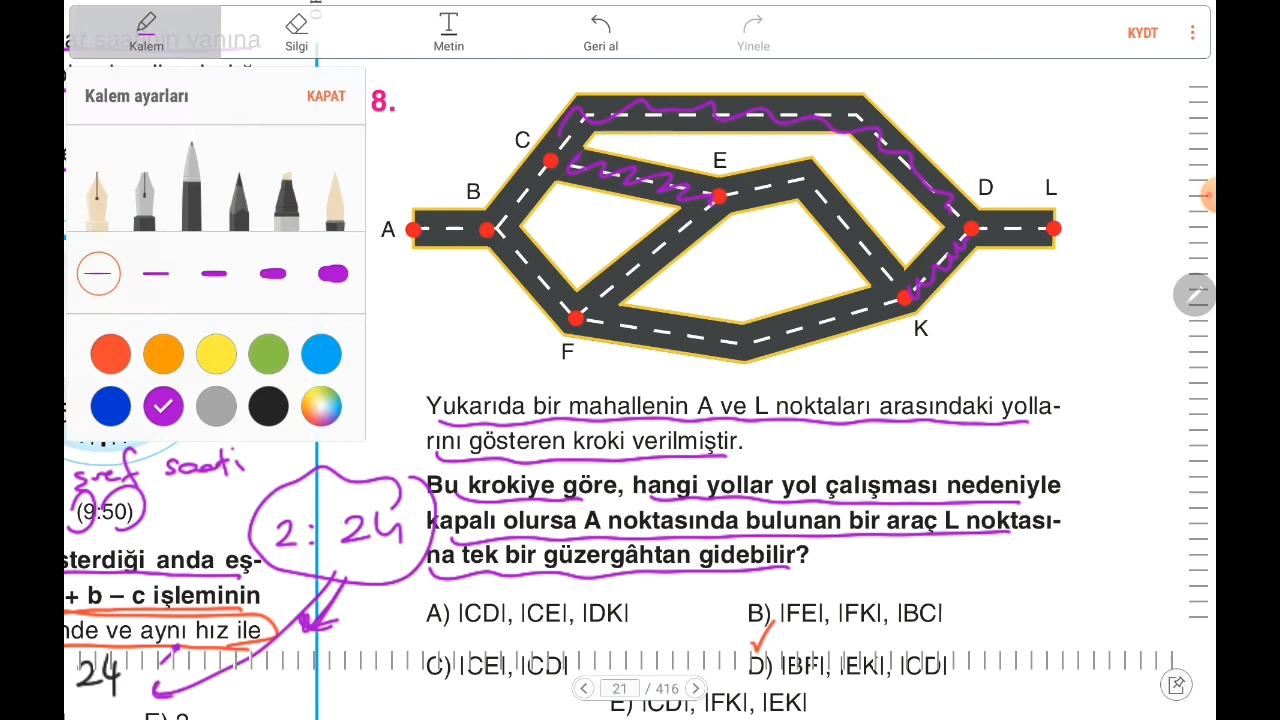 ar saatinin yanına
Kalem
Silgi
Metin
Geri al
Yinele
KYDT
Kalem ayarları
KAPAT
8.
A
B
C
E
D
L
F
K
Yukarıda bir mahallenin A ve L noktaları arasındaki yolla-
rını gösteren kroki verilmiştir.
Bu krokiye göre, hangi yollar yol çalışması nedeniyle
kapalı olursa A noktasında bulunan bir araç L noktası-
na tek bir güzergâhtan gidebilir?
A) |CD|, |CE|, |DK|
B) |FE|, |FK|, |BC|
C) |CE|, |CD|
D) |BF|, |EK|, |CD|
E) |CD|, |FK|, |EK|
saati
(9:50)
2: 24
sterdiği anda eş-
+ b – c işleminin
nde ve aynı hız ile
24
21 / 416